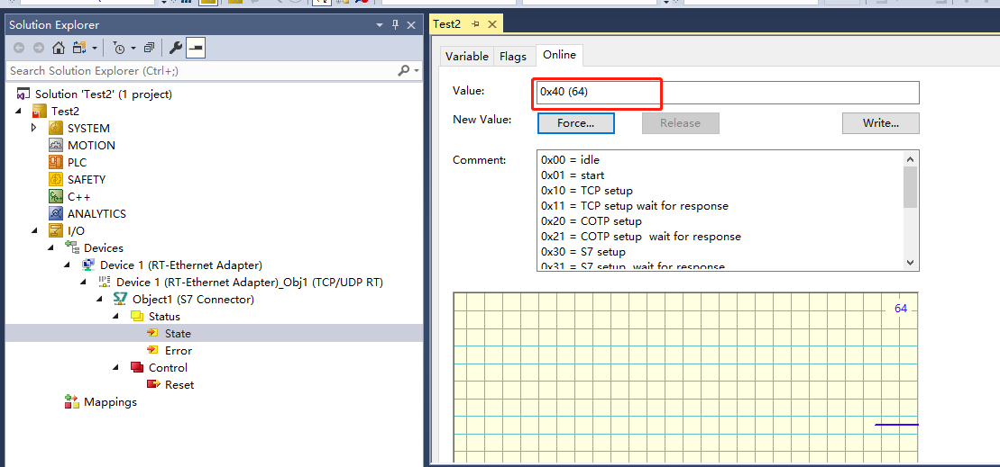 Solution Explorer
Search Solution Explorer (Ctrl+;)
Solution 'Test2' (1 project)
Test2
SYSTEM
MOTION
PLC
SAFETY
C++
ANALYTICS
I/O
Devices
Device 1 (RT-Ethernet Adapter)
Device 1 (RT-Ethernet Adapter)_Obj1 (TCP/UDP RT)
Object1 (S7 Connector)
Status
State
Error
Control
Reset
Mappings
Test2
Variable Flags Online
Value: 0x40 (64)
New Value: Force... Release Write...
Comment:
0x00 = idle
0x01 = start
0x10 = TCP setup
0x11 = TCP setup wait for response
0x20 = COTP setup
0x21 = COTP setup  wait for response
0x30 = S7 setup
0x31 = S7 setup  wait for response
64